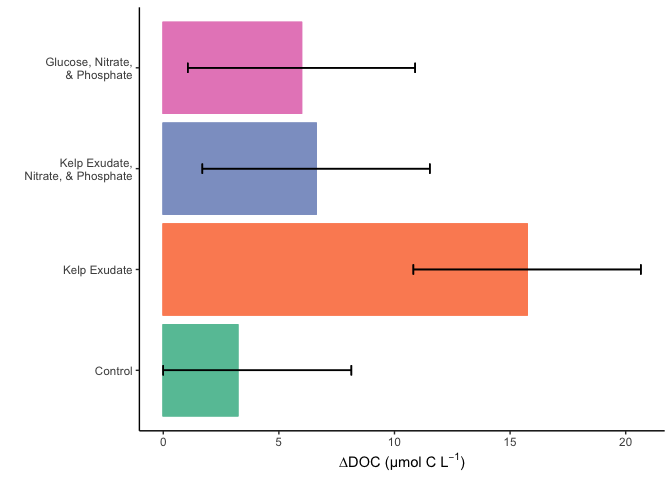 Glucose, Nitrate,
& Phosphate
Kelp Exudate,
Nitrate, & Phosphate
Kelp Exudate
Control
0
5
10
15
20
ΔDOC (μmol C L⁻¹)